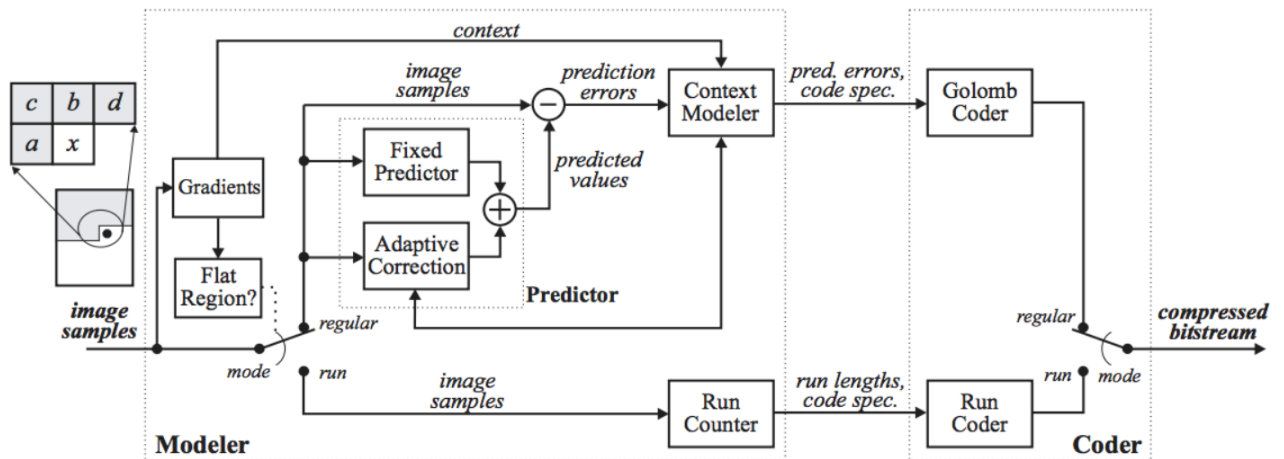 context
image
samples
prediction
errors
pred. errors,
code spec.
c b d
a x
Gradients
Flat
Region?
Fixed
Predictor
Adaptive
Correction
−
+
predicted
values
Predictor
Context
Modeler
Golomb
Coder
image
samples
mode
regular
run
image
samples
Run
Counter
run lengths,
code spec.
Run
Coder
regular
run
mode
compressed
bitstream
Modeler
Coder